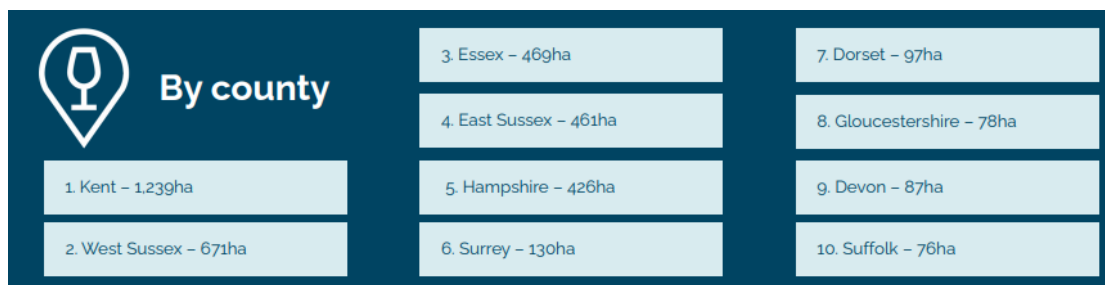 By county
1. Kent – 1,239ha
2. West Sussex – 671ha
3. Essex – 469ha
4. East Sussex – 461ha
5. Hampshire – 426ha
6. Surrey – 130ha
7. Dorset – 97ha
8. Gloucestershire – 78ha
9. Devon – 87ha
10. Suffolk – 76ha